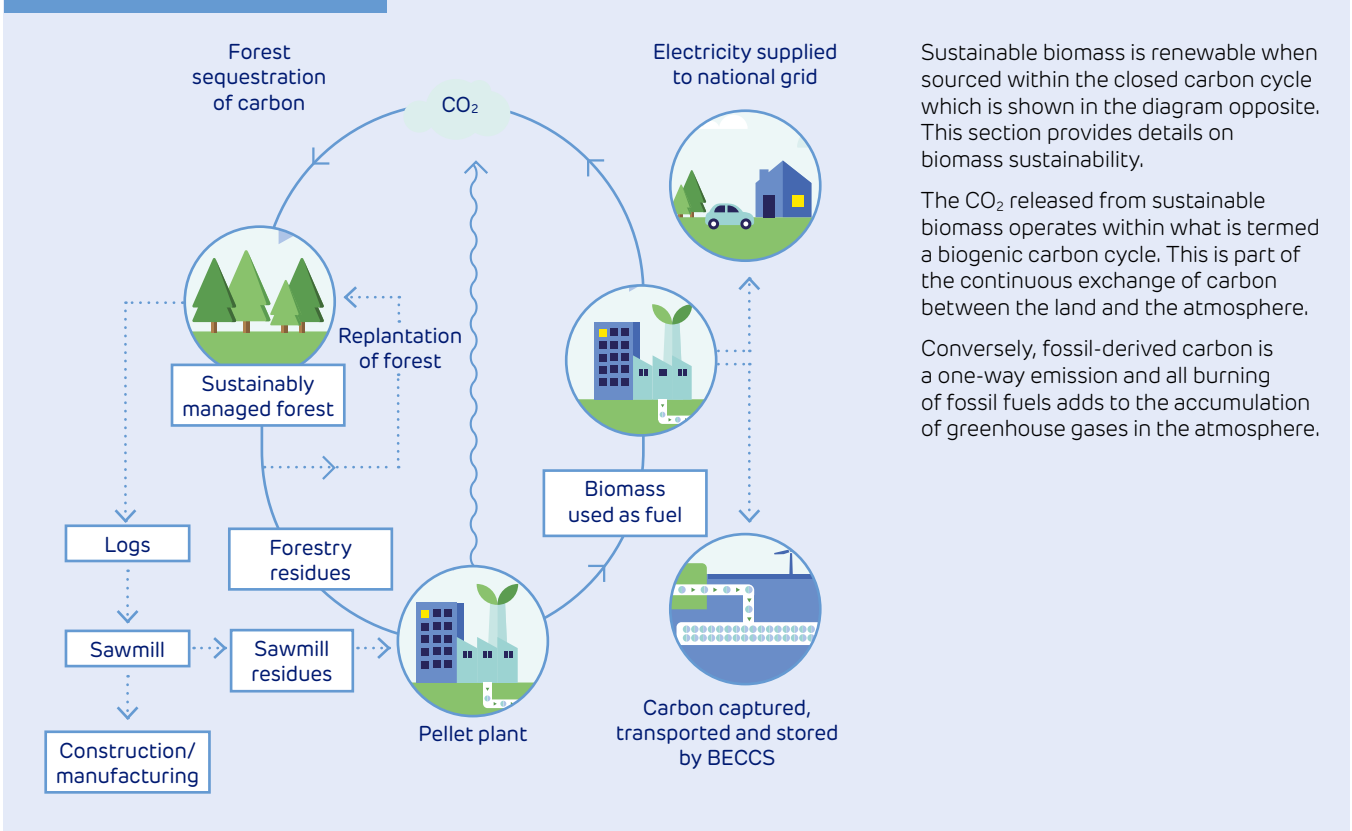 Forest
sequestration
of carbon
CO₂
Electricity supplied
to national grid
Replantation
of forest
Sustainably
managed forest
Biomass
used as fuel
Logs
Forestry
residues
Sawmill
Sawmill
residues
Pellet plant
Construction/
manufacturing
Carbon captured,
transported and stored
by BECCS
Sustainable biomass is renewable when
sourced within the closed carbon cycle
which is shown in the diagram opposite.
This section provides details on
biomass sustainability.
The CO₂ released from sustainable
biomass operates within what is termed
a biogenic carbon cycle. This is part of
the continuous exchange of carbon
between the land and the atmosphere.
Conversely, fossil-derived carbon is
a one-way emission and all burning
of fossil fuels adds to the accumulation
of greenhouse gases in the atmosphere.